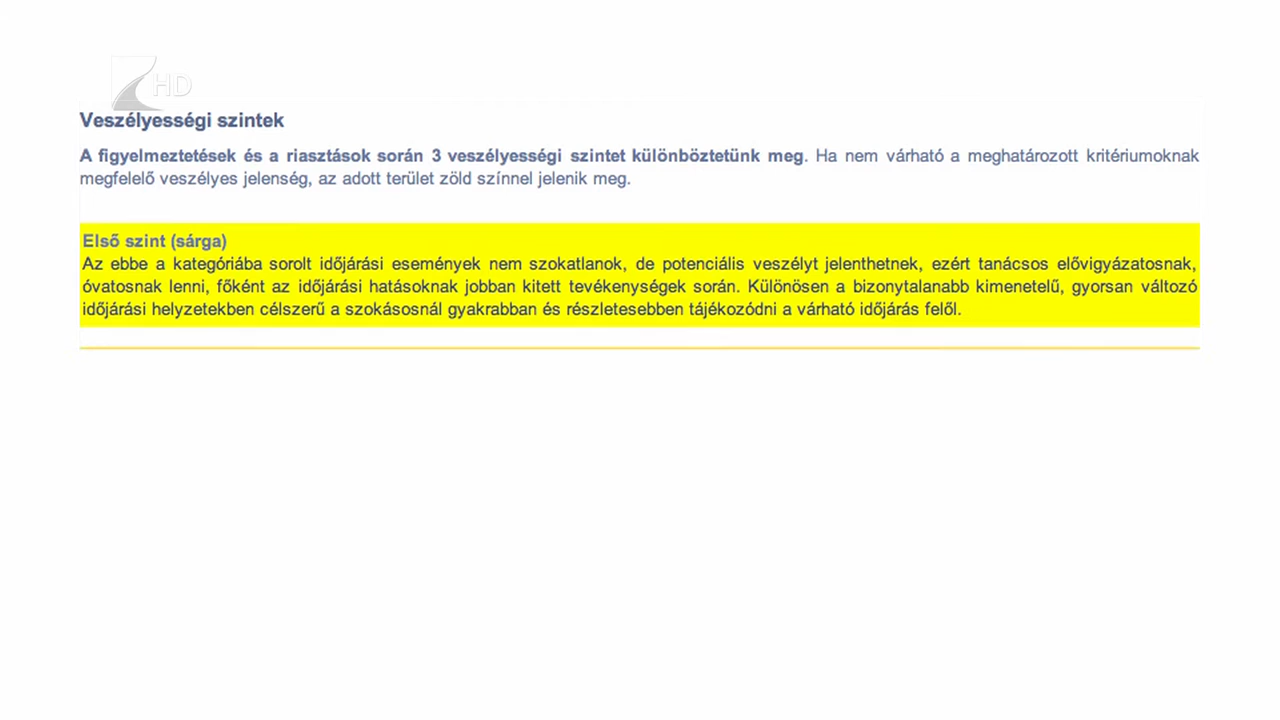 HD
Veszélyességi szintek
A figyelmeztetések és a riasztások során 3 veszélyességi szintet különböztetünk meg. Ha nem várható a meghatározott kritériumoknak
megfelelő veszélyes jelenség, az adott terület zöld színnel jelenik meg.
Első szint (sárga)
Az ebbe a kategóriába sorolt időjárási események nem szokatlanok, de potenciális veszélyt jelenthetnek, ezért tanácsos elővigyázatosnak,
óvatosnak lenni, főként az időjárási hatásoknak jobban kitett tevékenységek során. Különösen a bizonytalanabb kimenetelű, gyorsan változó
időjárási helyzetekben célszerű a szokásosnál gyakrabban és részletesebben tájékozódni a várható időjárás felől.